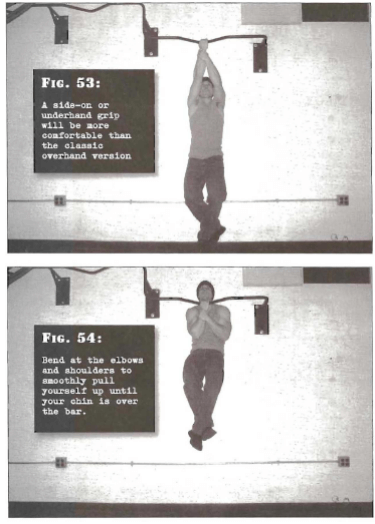 FIG. 53:
A side-on or
underhand grip
will be more
comfortable than
the classic
overhand version
FIG. 54:
Bend at the elbows
and shoulders to
smoothly pull
yourself up until
your chin is over
the bar.